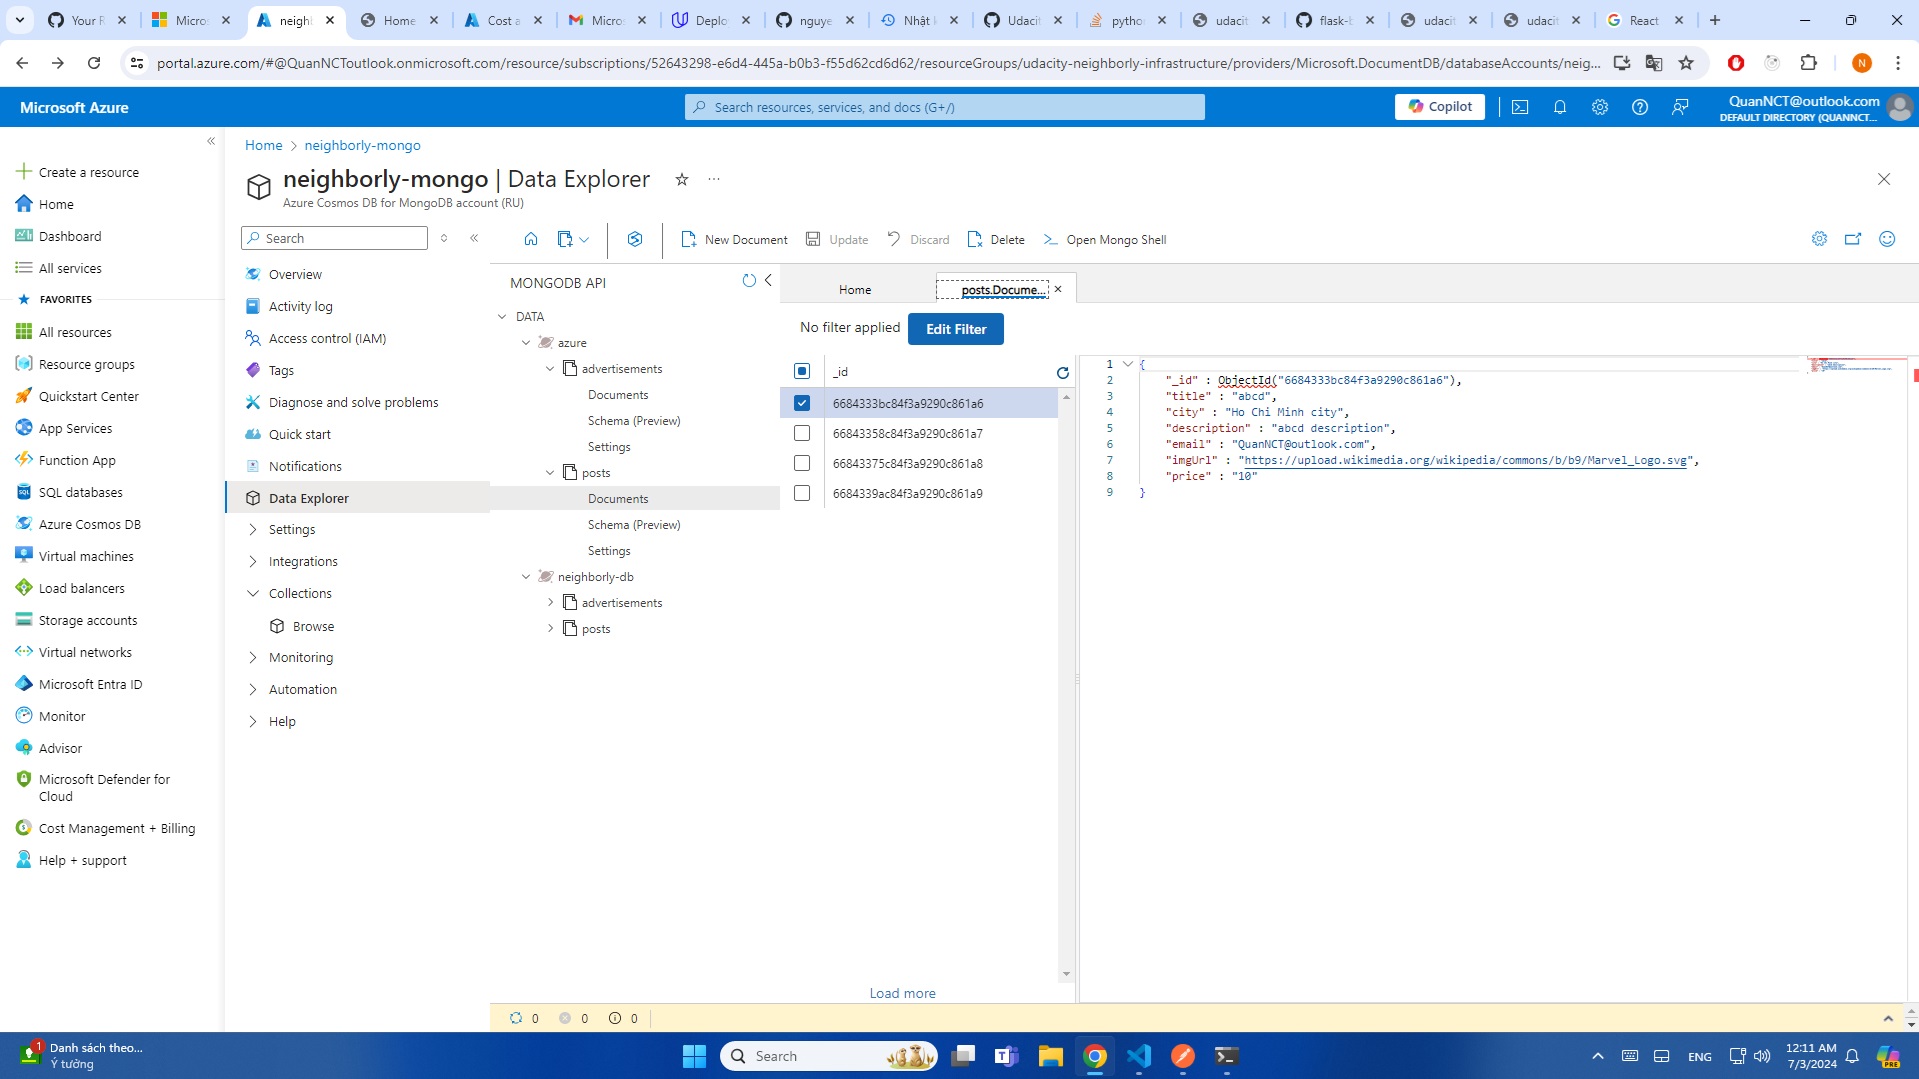 Your R
Micros
neighb
Home
Cost a
Micros
Deploy
nguye
Nhật k
Udacit
python
udacit
flask-b
udacit
udacit
React
portal.azure.com/#@QuanNCToutlook.onmicrosoft.com/resource/subscriptions/52643298-e6d4-445a-b0b3-f55d62cd6d62/resourceGroups/udacity-neighborly-infrastructure/providers/Microsoft.DocumentDB/databaseAccounts/neig...
N
Microsoft Azure
Search resources, services, and docs (G+/)
Copilot
QuanNCT@outlook.com
DEFAULT DIRECTORY (QUANNCT...
Create a resource
Home
Dashboard
All services
FAVORITES
All resources
Resource groups
Quickstart Center
App Services
Function App
SQL databases
Azure Cosmos DB
Virtual machines
Load balancers
Storage accounts
Virtual networks
Microsoft Entra ID
Monitor
Advisor
Microsoft Defender for
Cloud
Cost Management + Billing
Help + support
Home > neighborly-mongo
neighborly-mongo | Data Explorer
Azure Cosmos DB for MongoDB account (RU)
Search
Overview
Activity log
Access control (IAM)
Tags
Diagnose and solve problems
Quick start
Notifications
Data Explorer
Settings
Integrations
Collections
Browse
Monitoring
Automation
Help
New Document
Update
Discard
Delete
Open Mongo Shell
MONGODB API
DATA
azure
advertisements
Documents
Schema (Preview)
Settings
posts
Documents
Schema (Preview)
Settings
neighborly-db
advertisements
posts
Home
posts.Docume...
No filter applied
Edit Filter
_id
6684333bc84f3a9290c861a6
66843358c84f3a9290c861a7
66843375c84f3a9290c861a8
6684339ac84f3a9290c861a9
Load more
1 {
2 "_id" : ObjectId("6684333bc84f3a9290c861a6"),
3 "title" : "abcd",
4 "city" : "Ho Chi Minh city",
5 "description" : "abcd description",
6 "email" : "QuanNCT@outlook.com",
7 "imgUrl" : "https://upload.wikimedia.org/wikipedia/commons/b/b9/Marvel_Logo.svg",
8 "price" : "10"
9 }
0
0
0
1
Danh sách theo...
Ý tưởng
Search
ENG
12:11 AM
7/3/2024
PRE